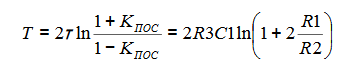 T = 2τ ln (1 + K_ПОС)/(1 − K_ПОС) = 2R3C1 ln(1 + 2 R1/R2)